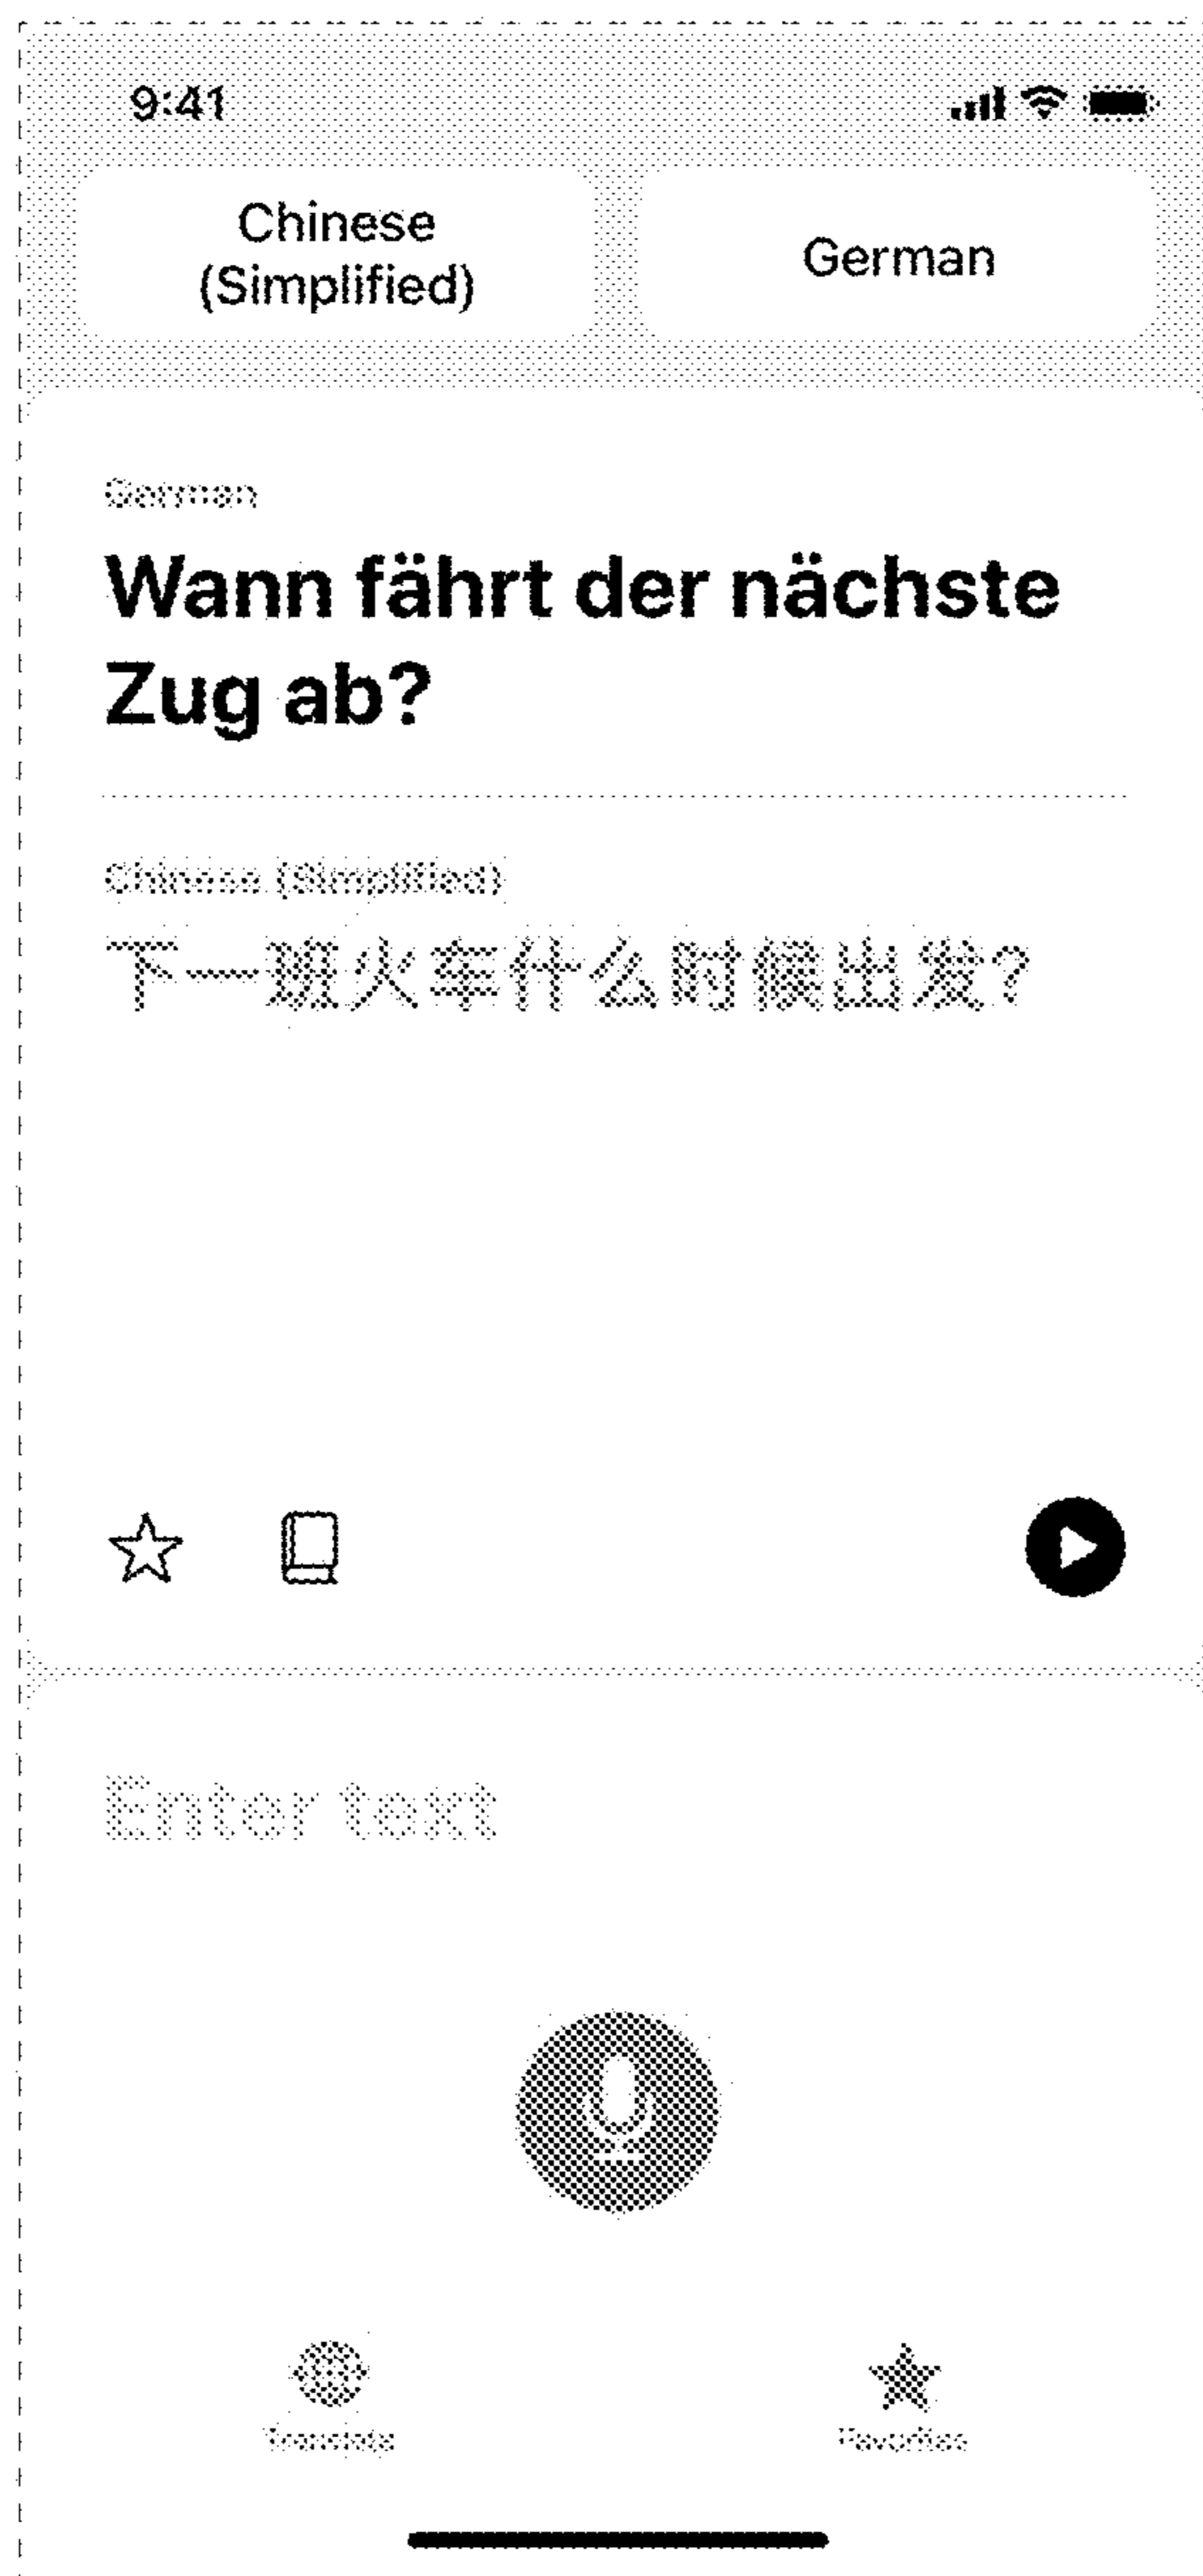 9:41
Chinese
(Simplified)
German
German
Wann fährt der nächste
Zug ab?
Chinese (Simplified)
下一班火车什么时候出发?
Enter text
Translate
Favorites